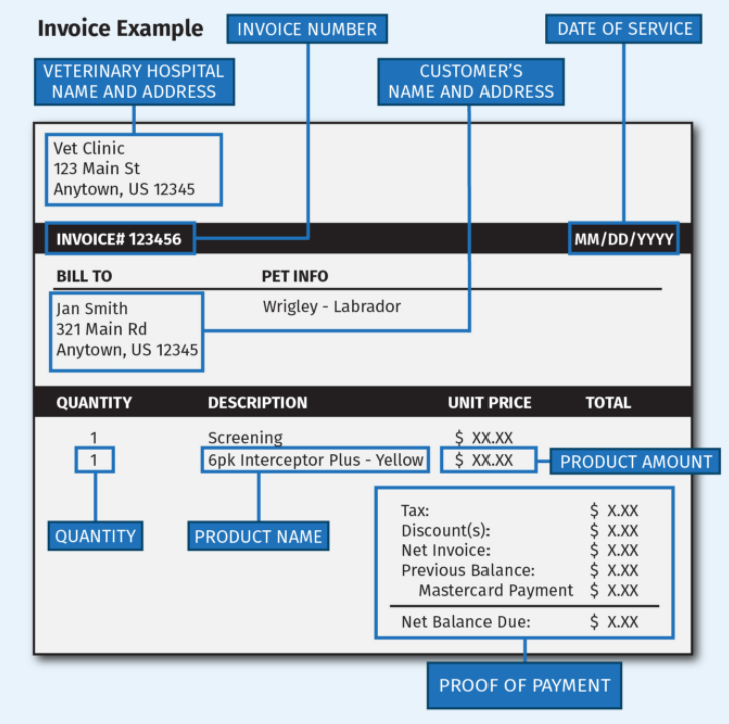 Invoice Example
INVOICE NUMBER
DATE OF SERVICE
VETERINARY HOSPITAL
NAME AND ADDRESS
CUSTOMER'S
NAME AND ADDRESS
Vet Clinic
123 Main St
Anytown, US 12345
INVOICE# 123456
MM/DD/YYYY
BILL TO
PET INFO
Jan Smith
321 Main Rd
Anytown, US 12345
Wrigley - Labrador
QUANTITY DESCRIPTION UNIT PRICE TOTAL
1 Screening $ XX.XX
1 6pk Interceptor Plus - Yellow $ XX.XX
PRODUCT AMOUNT
QUANTITY
PRODUCT NAME
Tax: $ X.XX
Discount(s): $ X.XX
Net Invoice: $ X.XX
Previous Balance: $ X.XX
Mastercard Payment $ X.XX
Net Balance Due: $ X.XX
PROOF OF PAYMENT